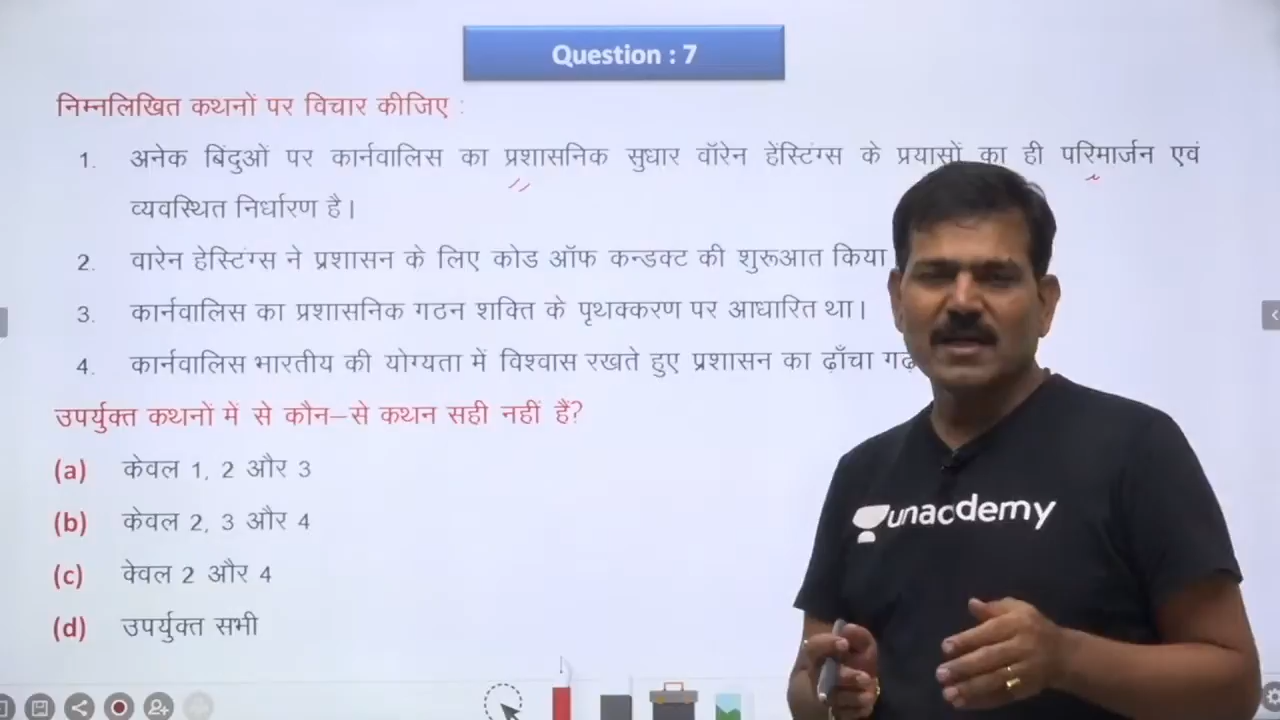 Question : 7
निम्नलिखित कथनों पर विचार कीजिए :
1. अनेक बिंदुओं पर कार्नवालिस का प्रशासनिक सुधार वॉरेन हेंस्टिंग्स के प्रयासों का ही परिमार्जन एवं
व्यवस्थित निर्धारण है।
2. वारेन हेस्टिंग्स ने प्रशासन के लिए कोड ऑफ कन्डक्ट की शुरूआत किया
3. कार्नवालिस का प्रशासनिक गठन शक्ति के पृथक्करण पर आधारित था।
4. कार्नवालिस भारतीय की योग्यता में विश्वास रखते हुए प्रशासन का ढाँचा
उपर्युक्त कथनों में से कौन–से कथन सही नहीं हैं?
(a) केवल 1, 2 और 3
(b) केवल 2, 3 और 4
(c) केवल 2 और 4
(d) उपर्युक्त सभी
unacademy